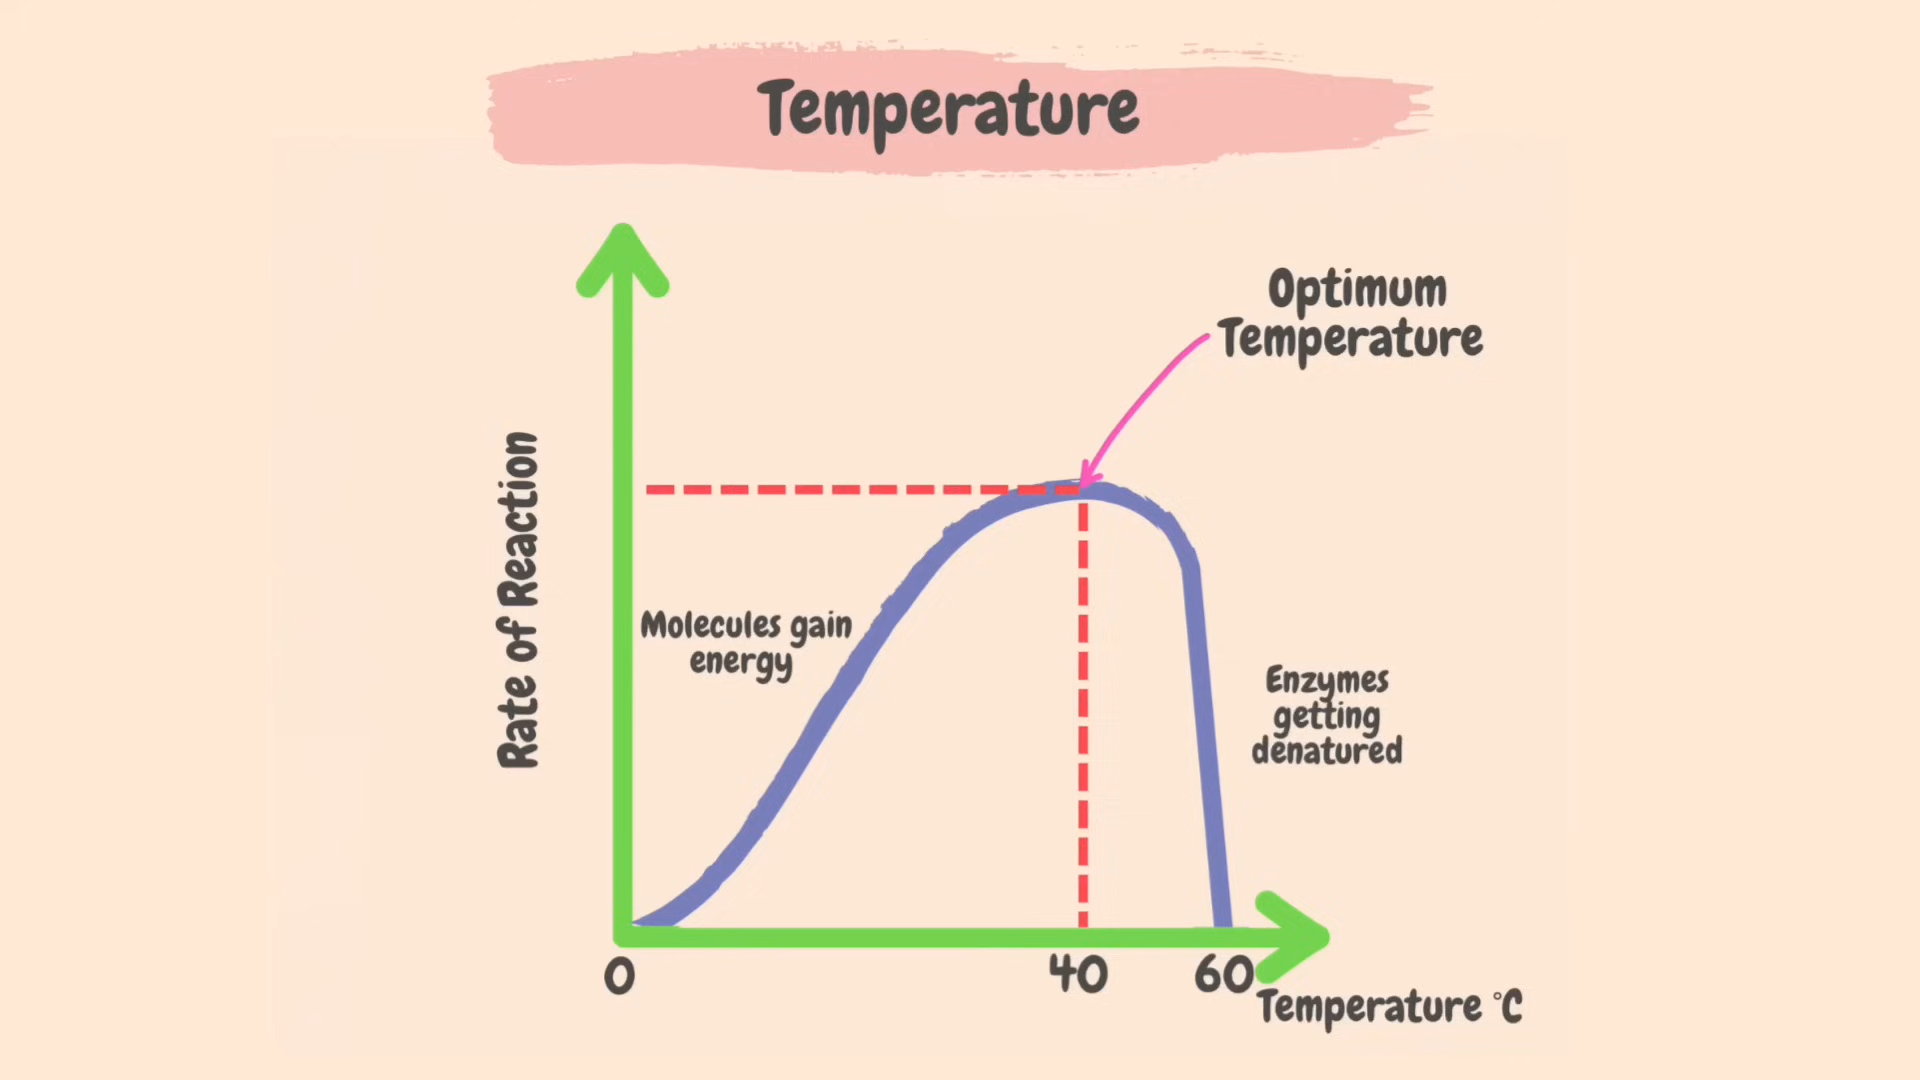 Temperature
Optimum
Temperature
Rate of Reaction
Molecules gain
energy
Enzymes
getting
denatured
0
40
60
Temperature °C